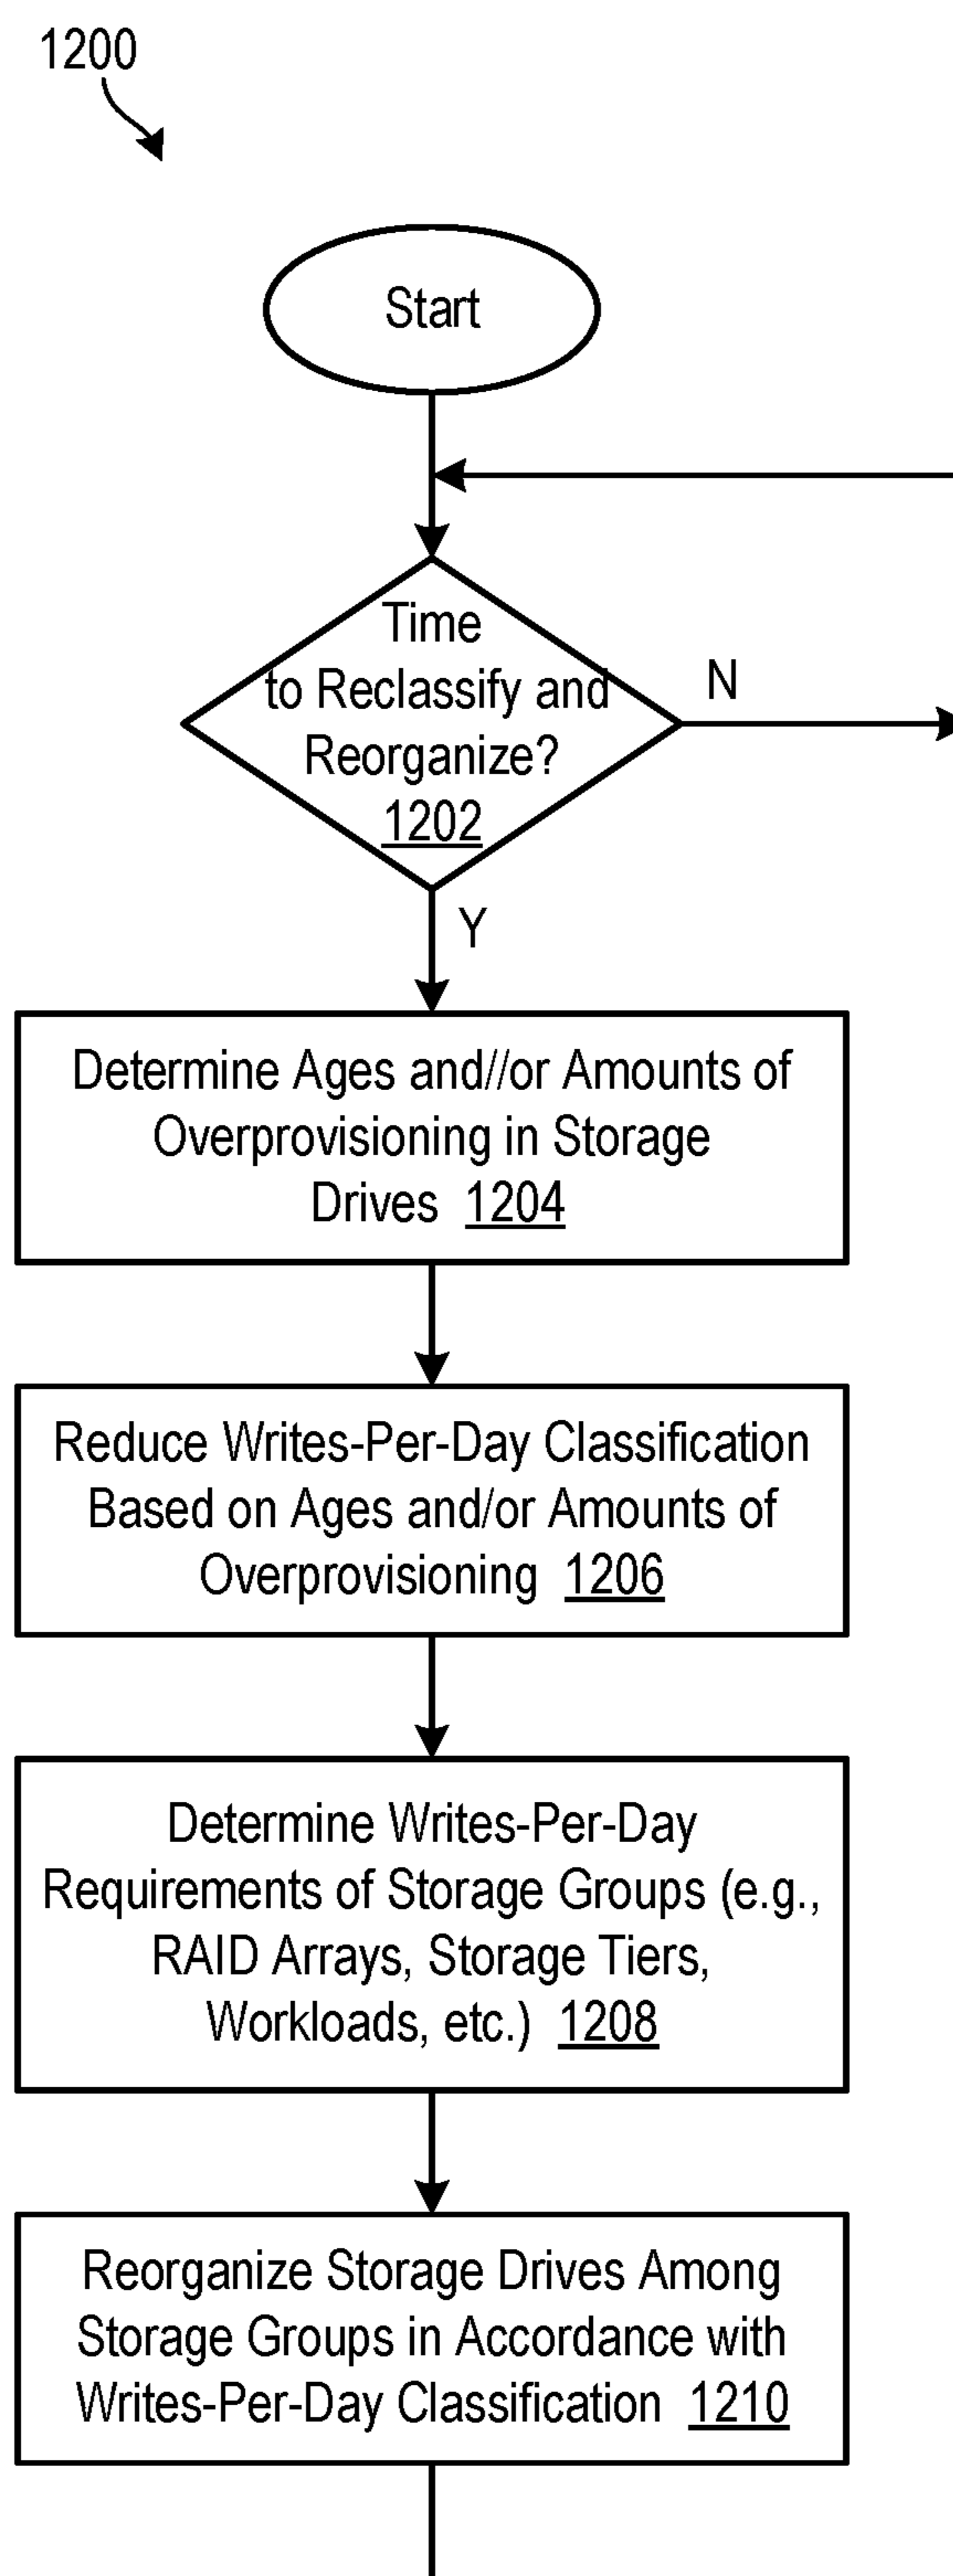 1200
Start
Time
to Reclassify and
Reorganize?
1202
N
Y
Determine Ages and//or Amounts of
Overprovisioning in Storage
Drives 1204
Reduce Writes-Per-Day Classification
Based on Ages and/or Amounts of
Overprovisioning 1206
Determine Writes-Per-Day
Requirements of Storage Groups (e.g.,
RAID Arrays, Storage Tiers,
Workloads, etc.) 1208
Reorganize Storage Drives Among
Storage Groups in Accordance with
Writes-Per-Day Classification 1210